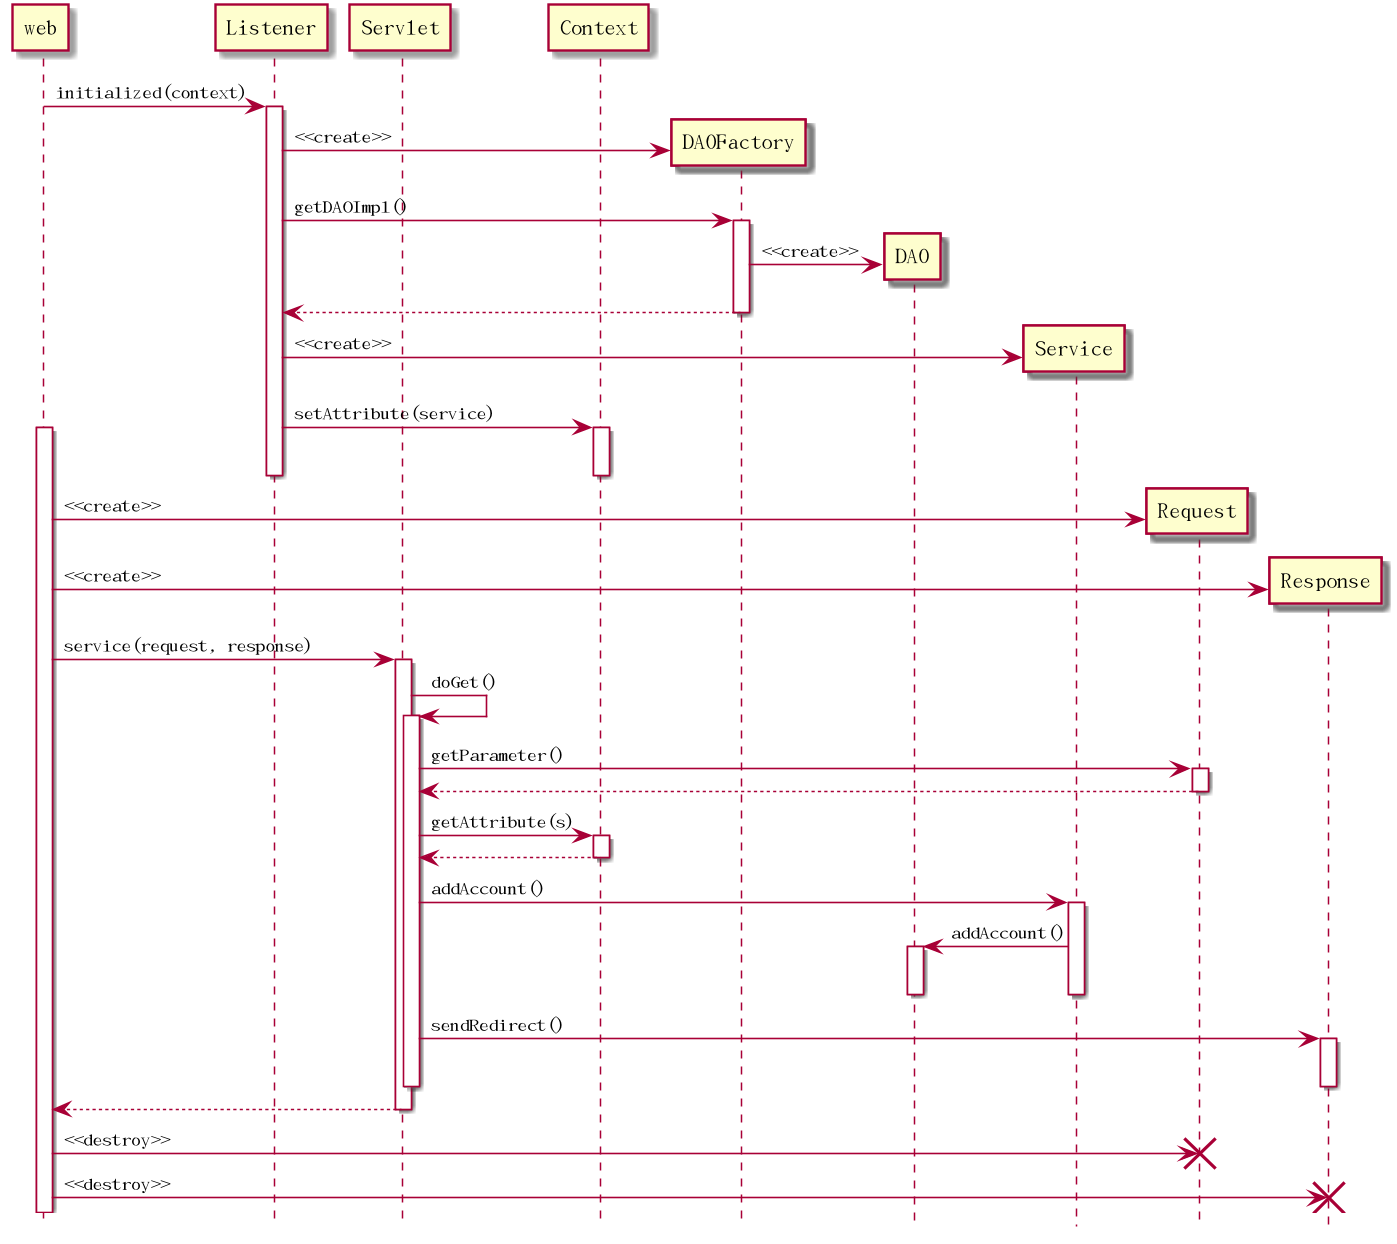 web
Listener
Servlet
Context
initialized(context)
<<create>>
DAOFactory
getDAOImpl()
<<create>>
DAO
<<create>>
Service
setAttribute(service)
<<create>>
Request
<<create>>
Response
service(request, response)
doGet()
getParameter()
getAttribute(s)
addAccount()
addAccount()
sendRedirect()
<<destroy>>
<<destroy>>